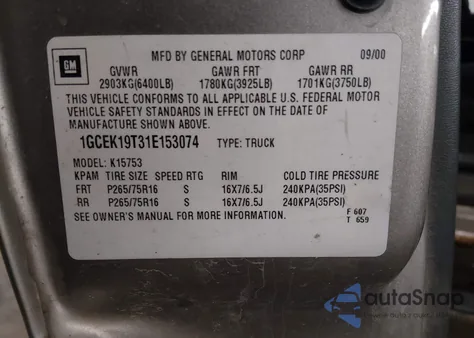 GM
MFD BY GENERAL MOTORS CORP 09/00
GVWR GAWR FRT GAWR RR
2903KG(6400LB) 1780KG(3925LB) 1701KG(3750LB)
THIS VEHICLE CONFORMS TO ALL APPLICABLE U.S. FEDERAL MOTOR
VEHICLE SAFETY STANDARDS IN EFFECT ON THE DATE OF
MANUFACTURE SHOWN ABOVE.
1GCEK19T31E153074 TYPE: TRUCK
MODEL: K15753
KPAM TIRE SIZE SPEED RTG RIM COLD TIRE PRESSURE
FRT P265/75R16 S 16X7/6.5J 240KPA(35PSI)
RR P265/75R16 S 16X7/6.5J 240KPA(35PSI)
SEE OWNER'S MANUAL FOR MORE INFORMATION.
F 607
T 659
autaSnap